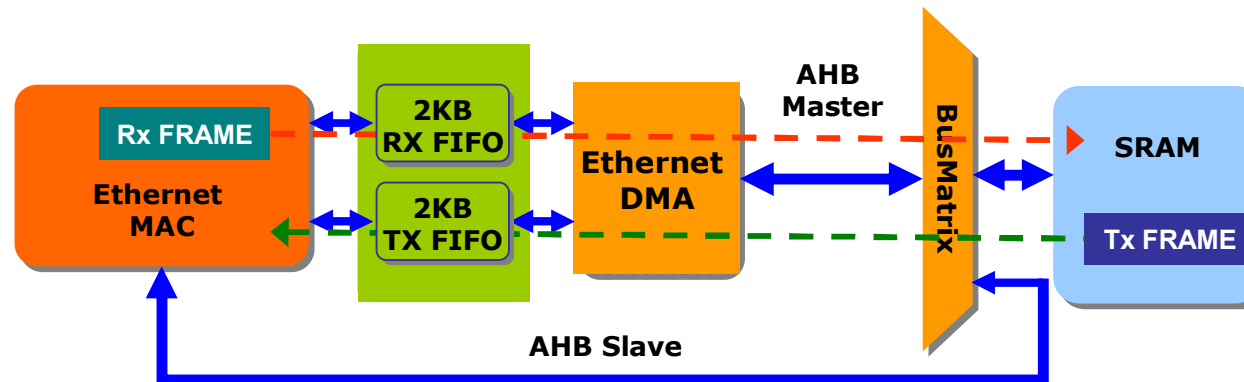 Rx FRAME
Ethernet
MAC
2KB
RX FIFO
2KB
TX FIFO
Ethernet
DMA
AHB
Master
BusMatrix
SRAM
Tx FRAME
AHB Slave